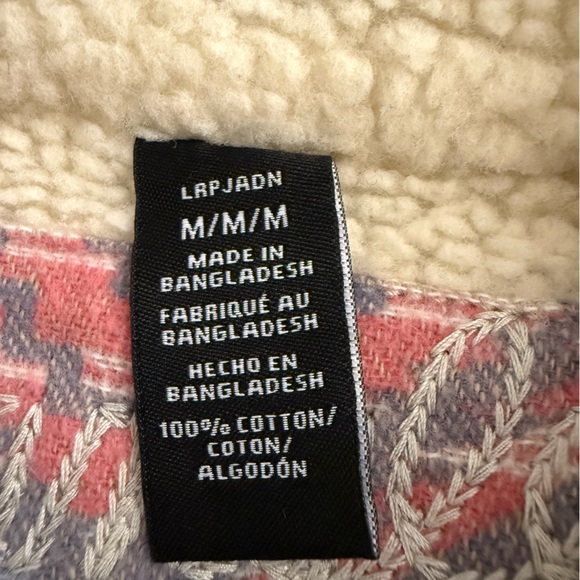 LRPJADN
M/M/M
MADE IN
BANGLADESH
FABRIQUÉ AU
BANGLADESH
HECHO EN
BANGLADESH
100% COTTON/
COTON/
ALGODÓN